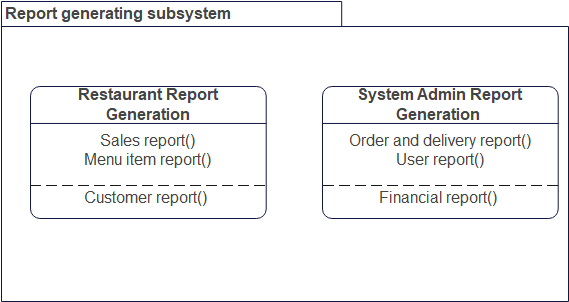 Report generating subsystem
Restaurant Report
Generation
Sales report()
Menu item report()
Customer report()
System Admin Report
Generation
Order and delivery report()
User report()
Financial report()